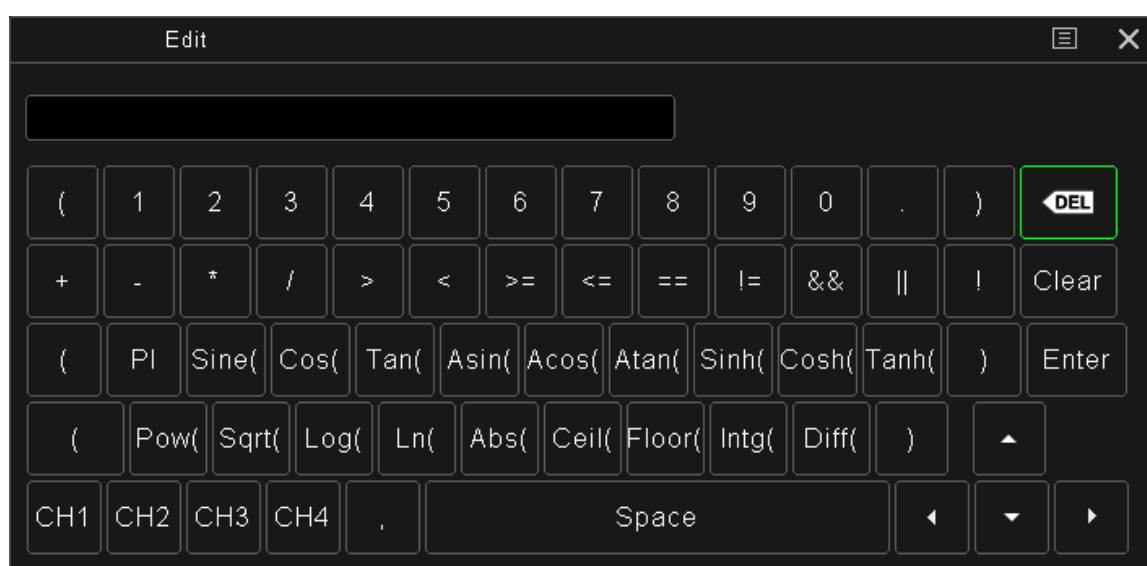 Edit
( 1 2 3 4 5 6 7 8 9 0 . ) DEL
+ - * / > < >= <= == != && || ! Clear
( PI Sine( Cos( Tan( Asin( Acos( Atan( Sinh( Cosh( Tanh( ) Enter
( Pow( Sqrt( Log( Ln( Abs( Ceil( Floor( Intg( Diff( )
CH1 CH2 CH3 CH4 , Space